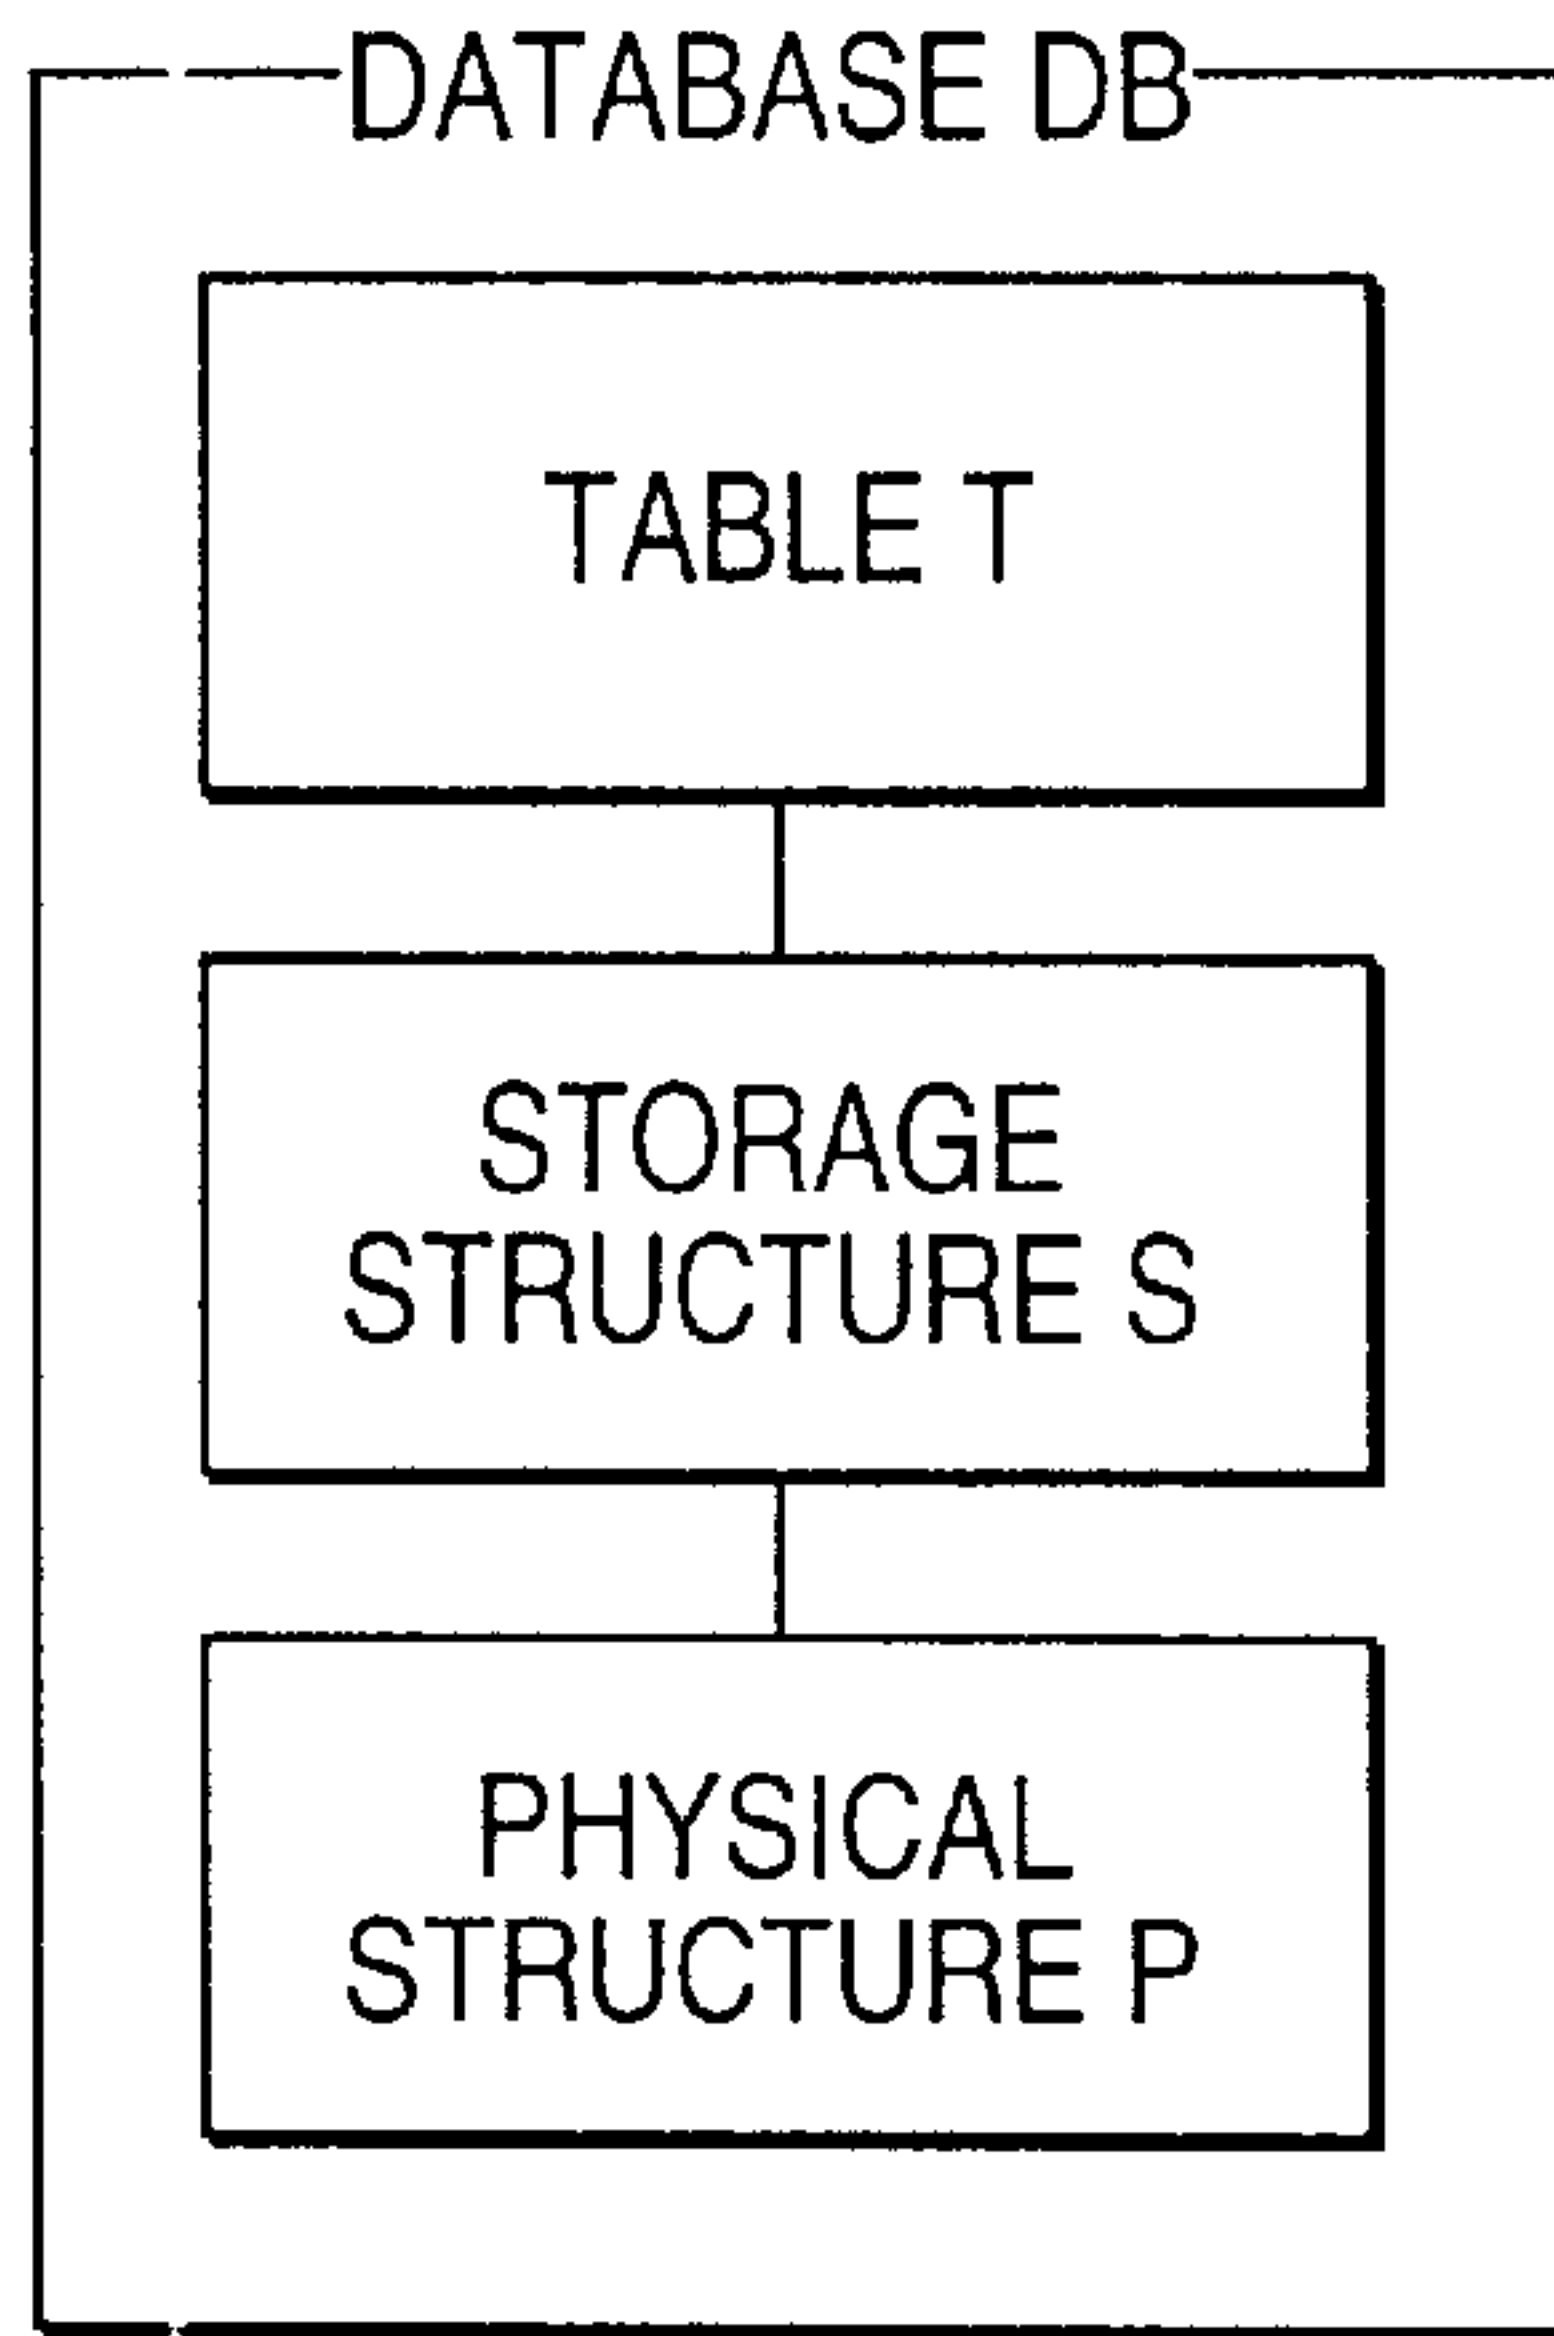 DATABASE DB
TABLE T
STORAGE
STRUCTURE S
PHYSICAL
STRUCTURE P